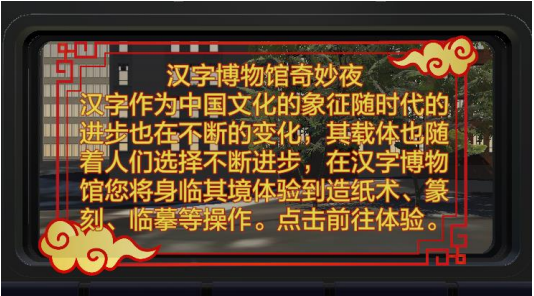 汉字博物馆奇妙夜
汉字作为中国文化的象征随时代的
进步也在不断的变化，其载体也随
着人们选择不断进步，在汉字博物
馆您将身临其境体验到造纸术、篆
刻、临摹等操作。点击前往体验。